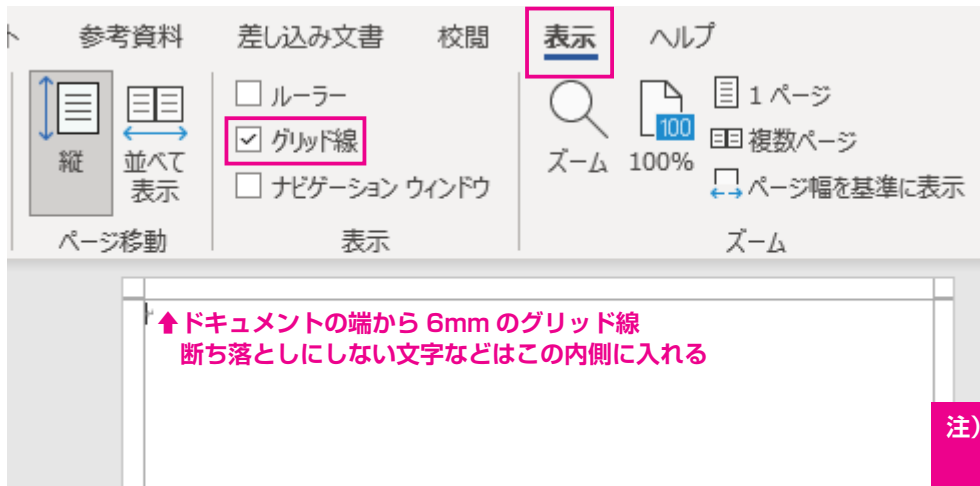 ト 参考資料 差し込み文書 校閲 表示 ヘルプ
縦
並べて
表示
ページ移動
ルーラー
グリッド線
ナビゲーション ウィンドウ
表示
ズーム
100
100%
1 ページ
複数ページ
ページ幅を基準に表示
ズーム
⬆ドキュメントの端から 6mm のグリッド線
断ち落としにしない文字などはこの内側に入れる
注)